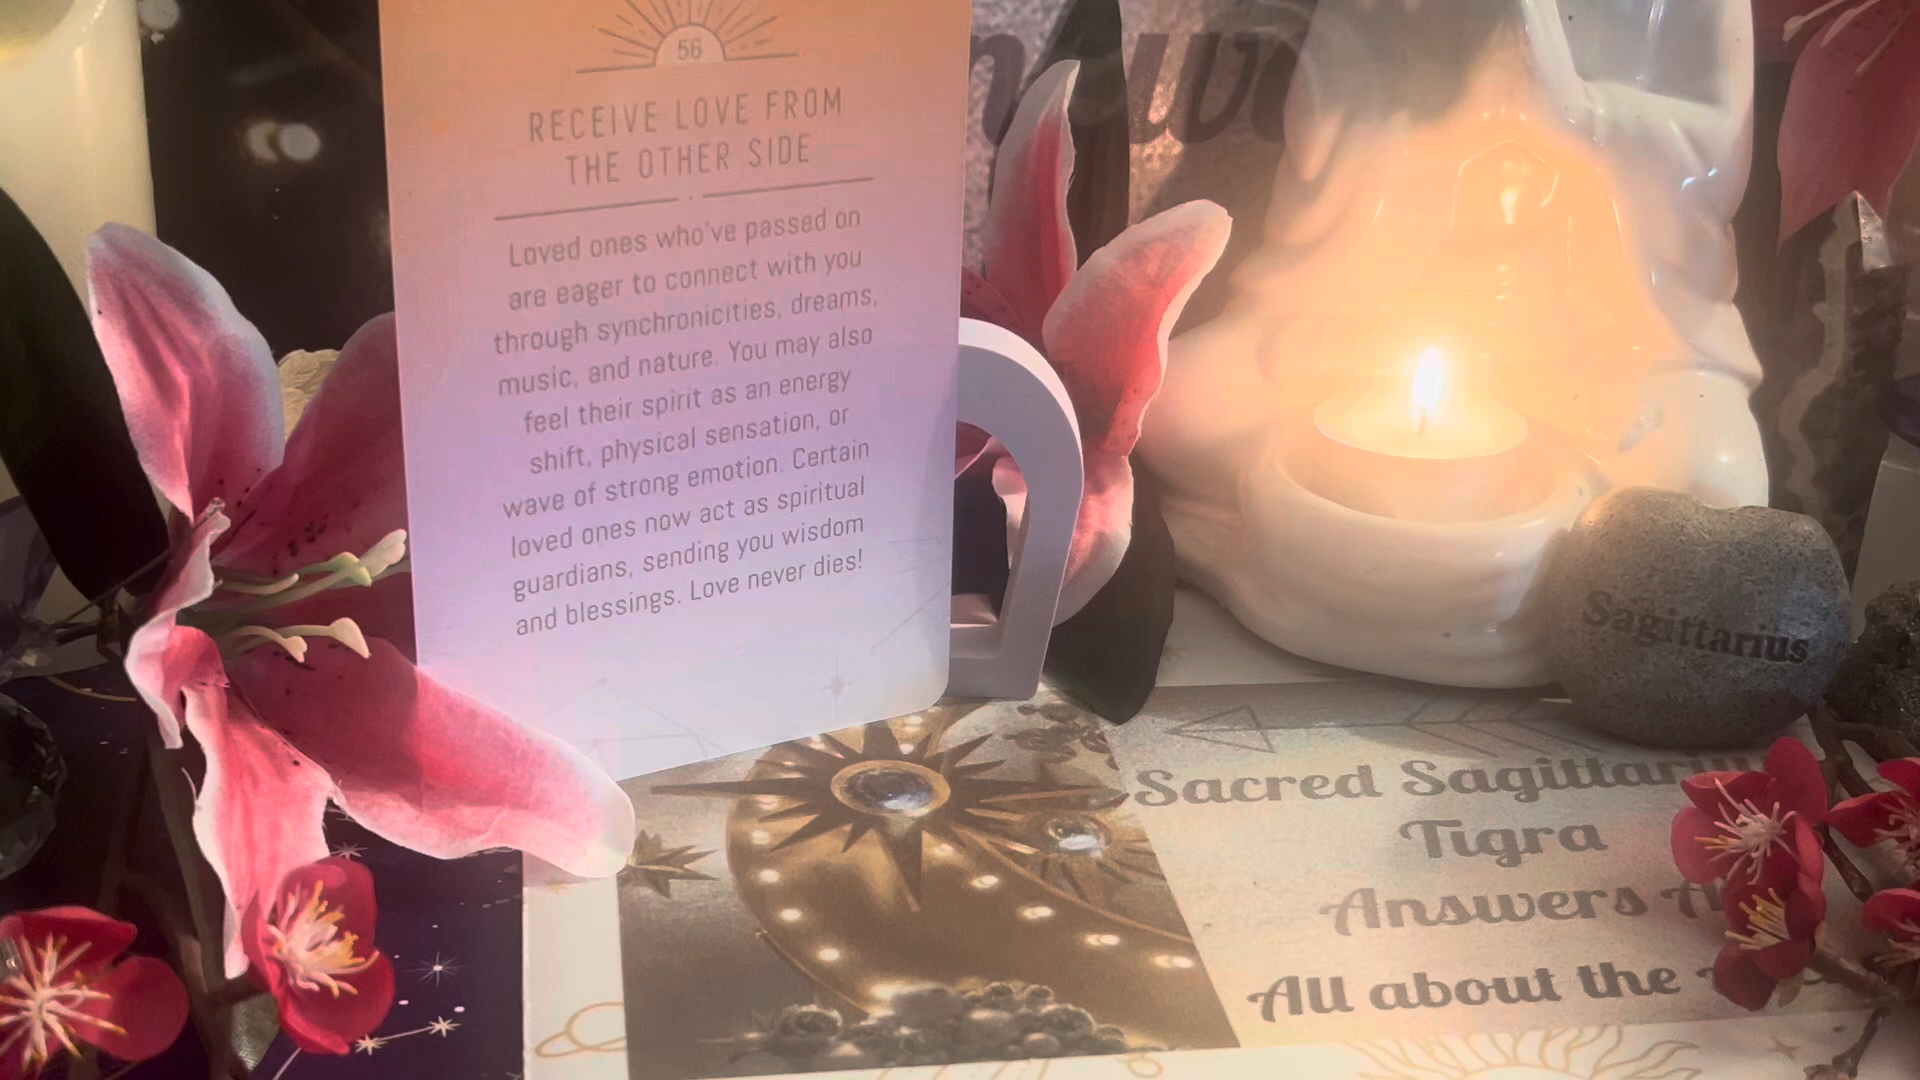 56
RECEIVE LOVE FROM
THE OTHER SIDE
Loved ones who've passed on
are eager to connect with you
through synchronicities, dreams,
music, and nature. You may also
feel their spirit as an energy
shift, physical sensation, or
wave of strong emotion. Certain
loved ones now act as spiritual
guardians, sending you wisdom
and blessings. Love never dies!
Sagittarius
Sacred Sagittarius
Tigra
Answers
All about the